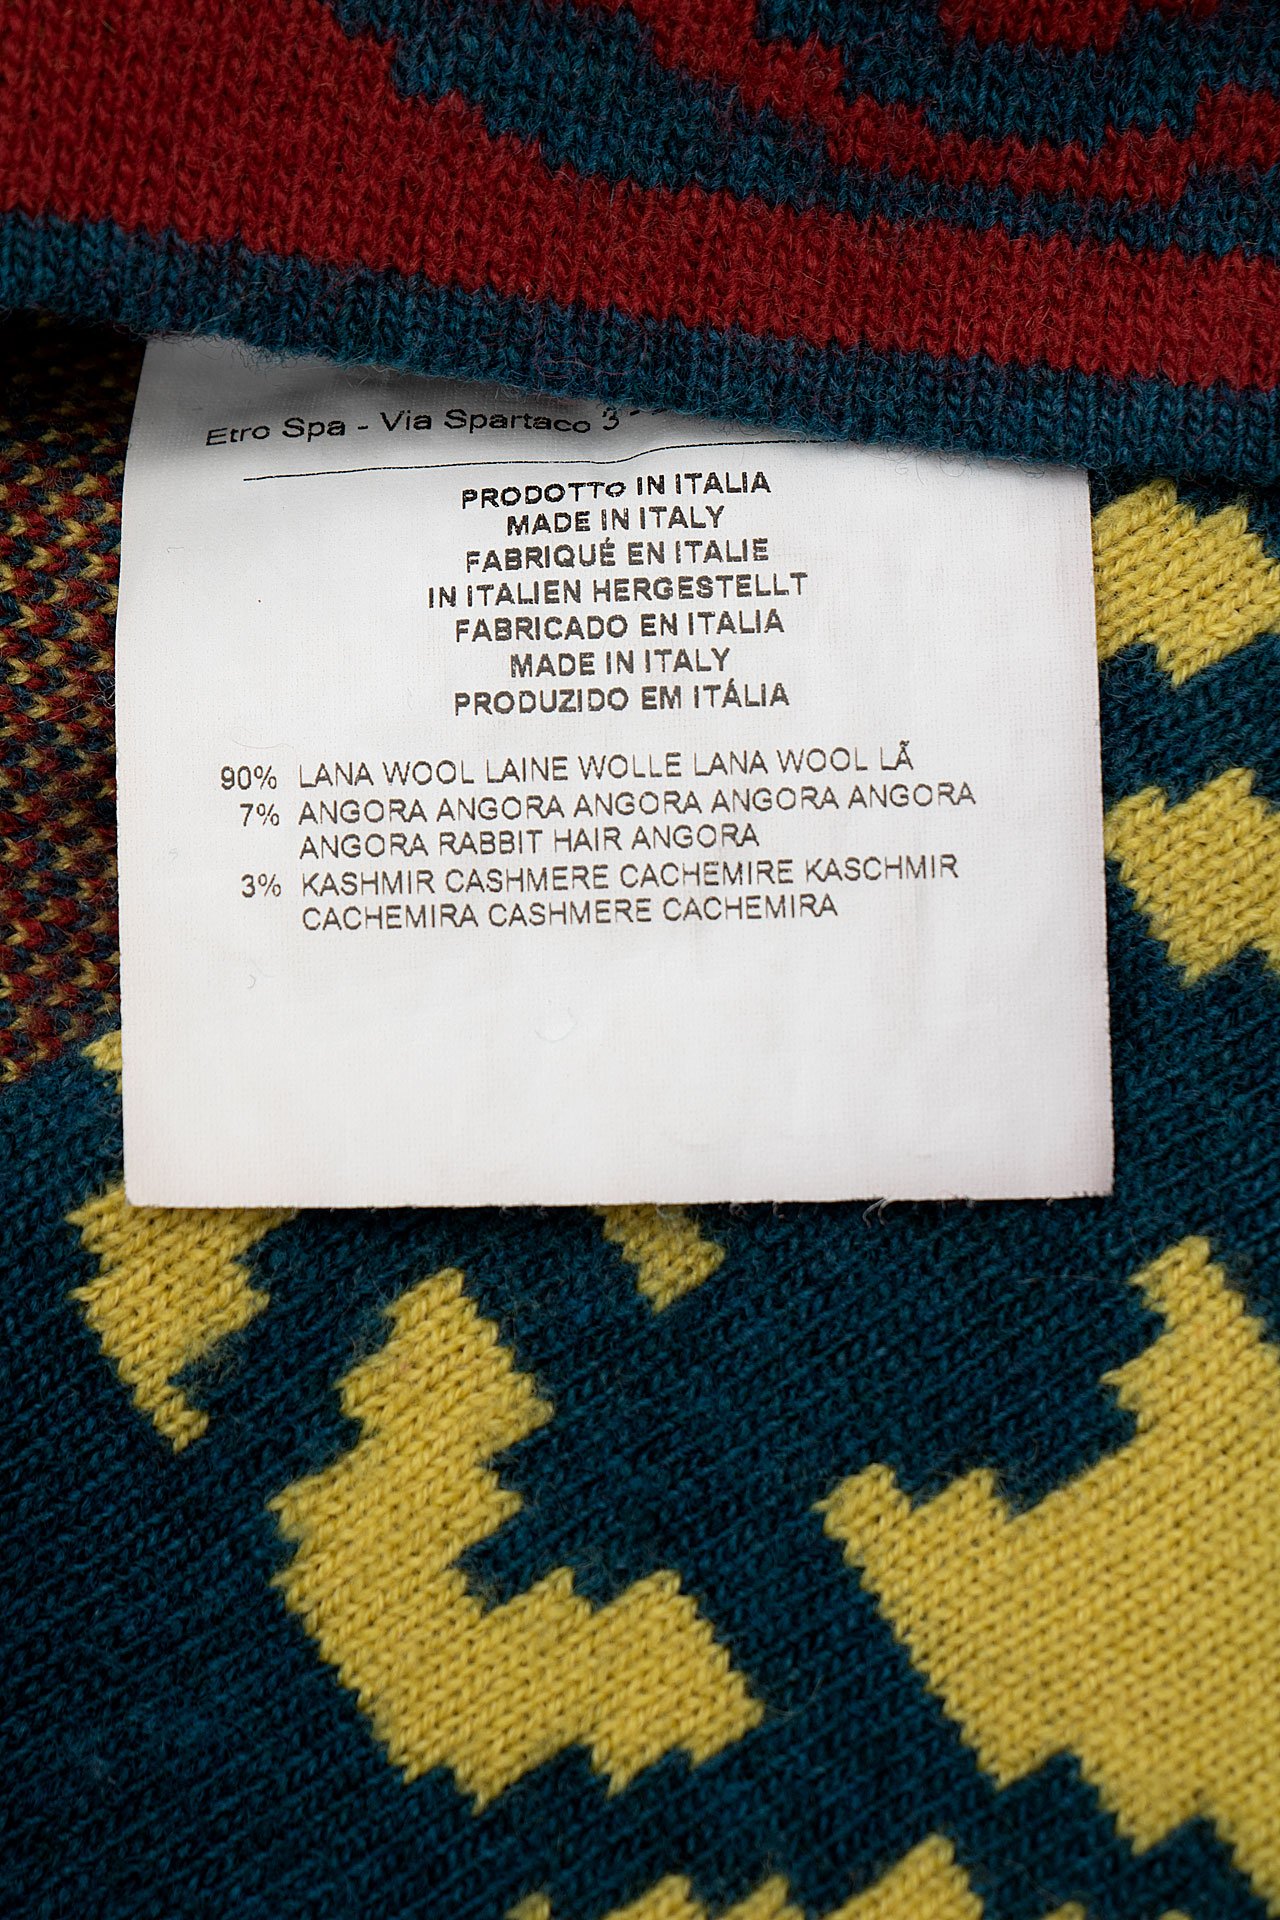 Etro Spa - Via Spartaco 3
PRODOTTO IN ITALIA
MADE IN ITALY
FABRIQUÉ EN ITALIE
IN ITALIEN HERGESTELLT
FABRICADO EN ITALIA
MADE IN ITALY
PRODUZIDO EM ITÁLIA
90% LANA WOOL LAINE WOLLE LANA WOOL LÃ
7% ANGORA ANGORA ANGORA ANGORA ANGORA
ANGORA RABBIT HAIR ANGORA
3% KASHMIR CASHMERE CACHEMIRE KASCHMIR
CACHEMIRA CASHMERE CACHEMIRA